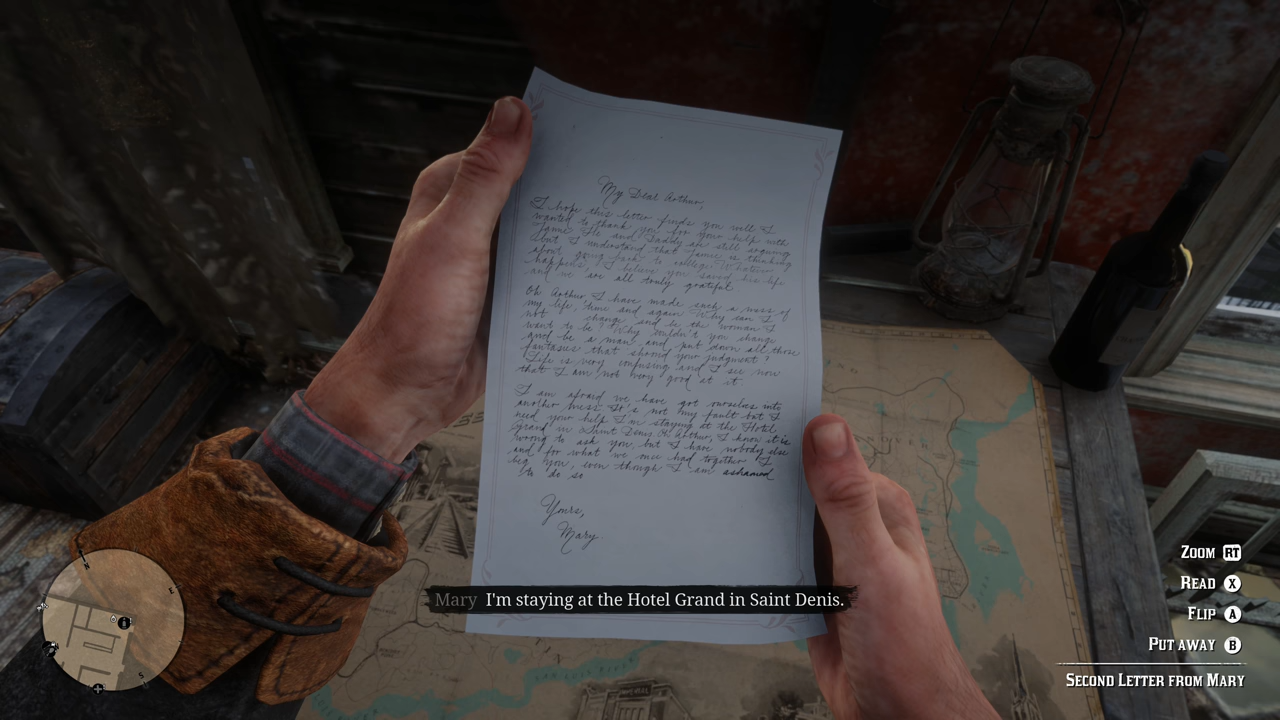 My Dear Arthur,
I hope this letter finds you well. I
wanted to thank you for your help with
Jamie. He and Daddy are still arguing
but I understand that Jamie is thinking
about going back to college. Whatever
happens, I believe you saved his life
and we are all truly grateful.
Oh Arthur, I have made such a mess of
my life, time and again. Why can I
not change and be the woman I
want to be? Why couldn't you change
and be a man and put down all those
fantasies that shroud your judgment?
Life is very confusing and I see now
that I am not very good at it.
I am afraid we have got ourselves into
another mess. It's not my fault but I
need your help. I'm staying at the Hotel
Grand in Saint Denis. Oh Arthur, I know it is
wrong to ask you but I have nobody else
and for what we once had together I
beg you, even though I am ashamed
to do so
Yours,
Mary.
Mary I'm staying at the Hotel Grand in Saint Denis.
ZOOM RT
READ X
FLIP A
PUT AWAY B
SECOND LETTER FROM MARY